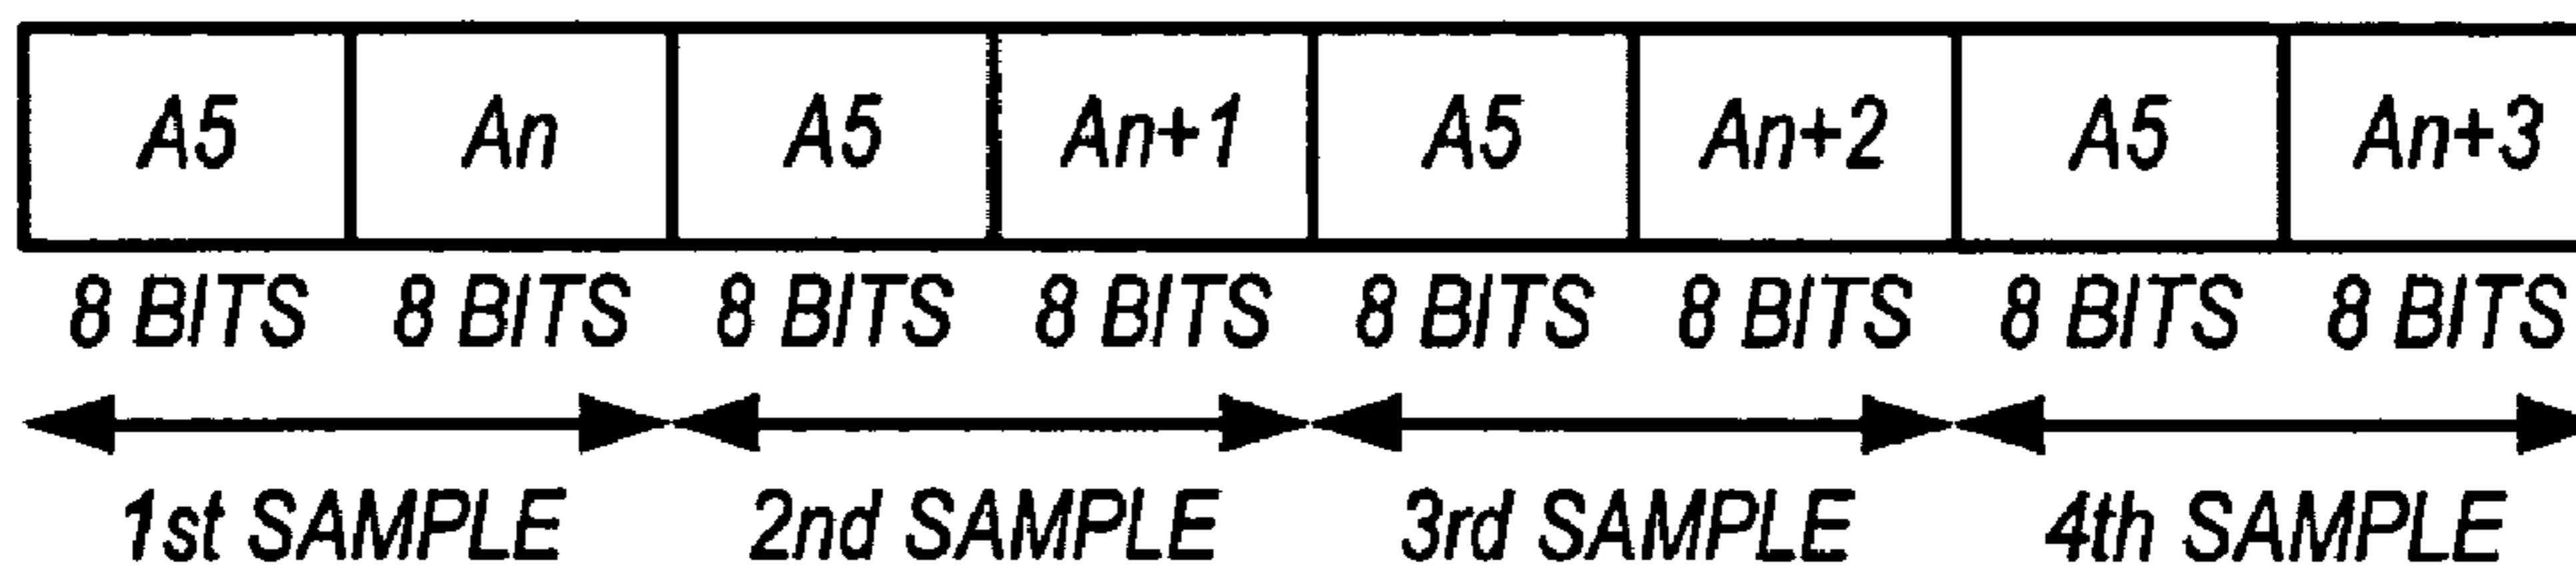 A5 An A5 An+1 A5 An+2 A5 An+3
8 BITS 8 BITS 8 BITS 8 BITS 8 BITS 8 BITS 8 BITS 8 BITS
1st SAMPLE 2nd SAMPLE 3rd SAMPLE 4th SAMPLE